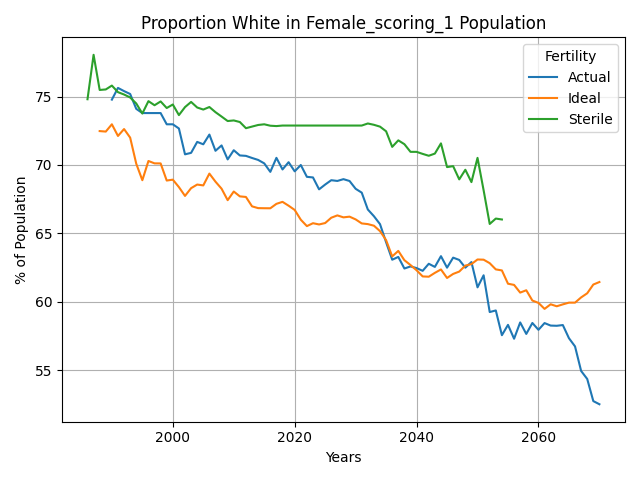 Proportion White in Female_scoring_1 Population
Fertility
Actual
Ideal
Sterile
% of Population
75
70
65
60
55
2000
2020
2040
2060
Years